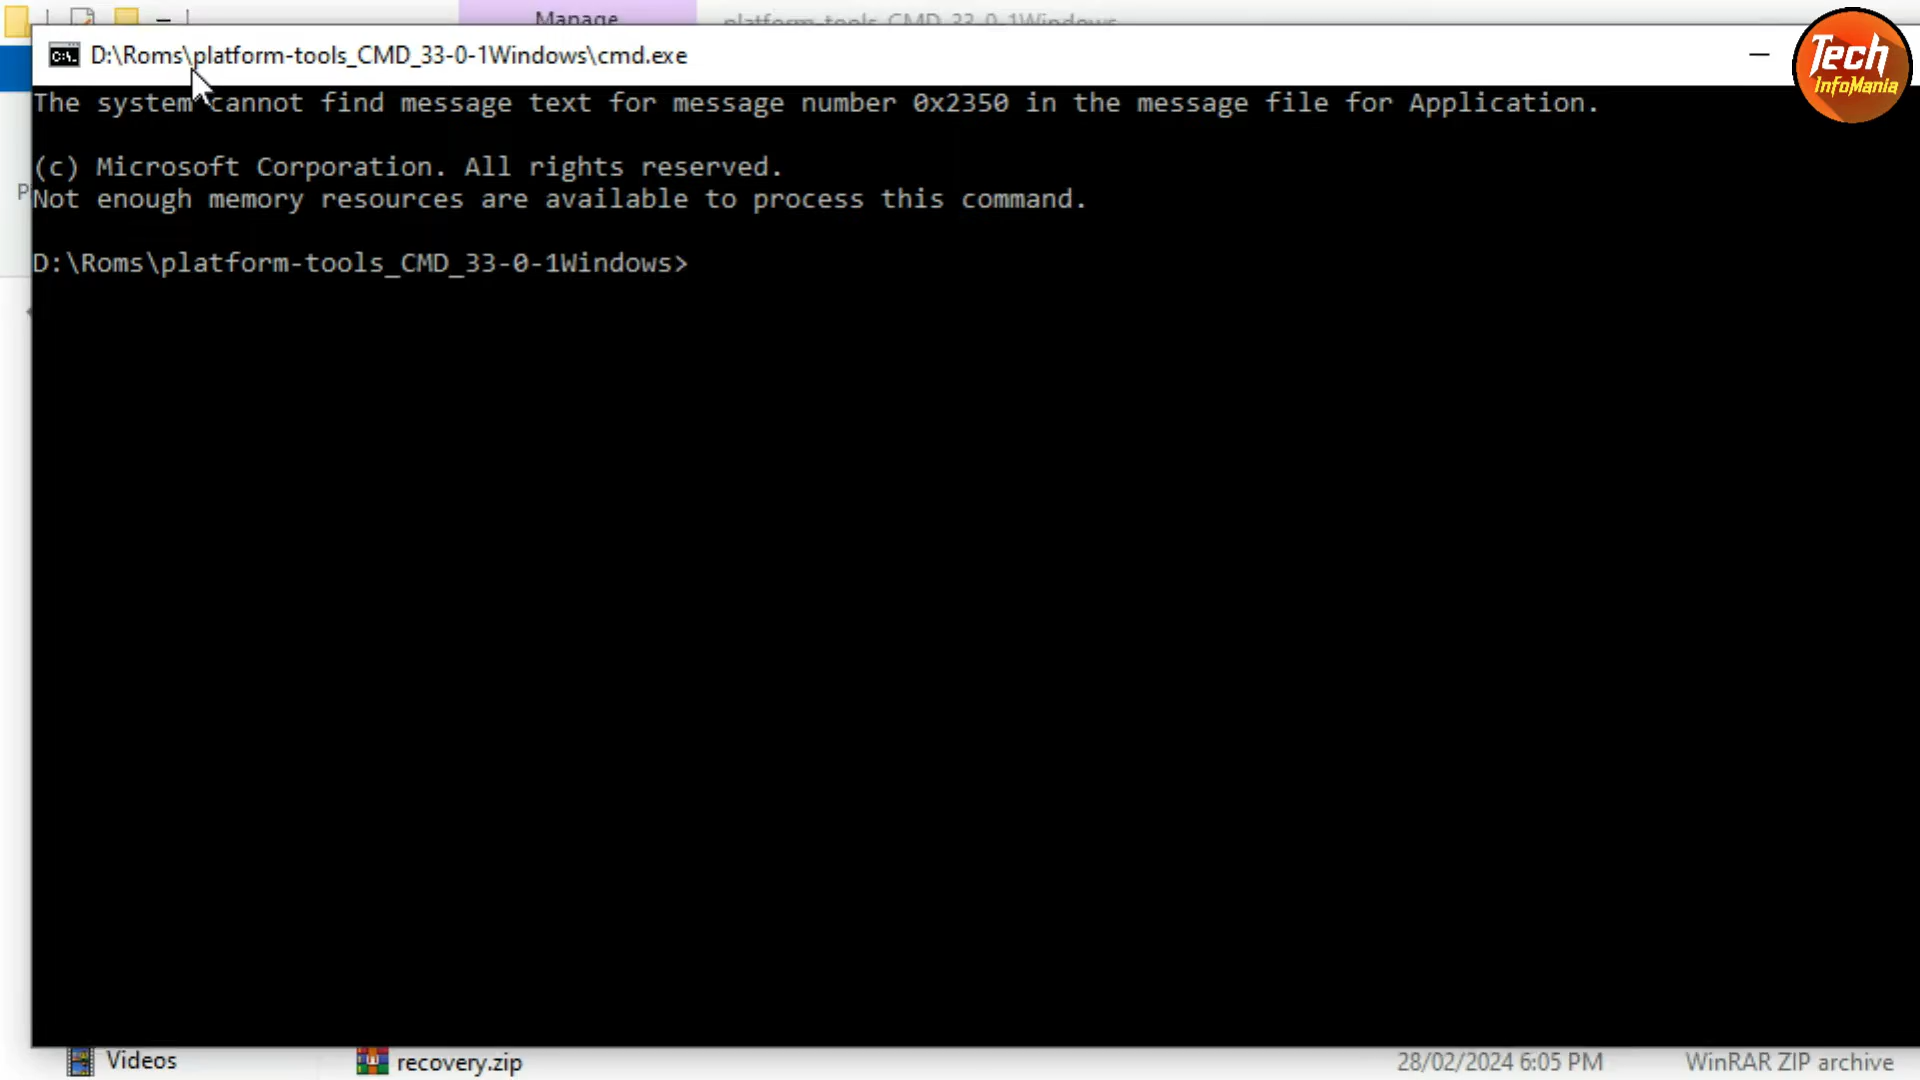 Manage
platform-tools_CMD_33-0-1Windows
D:\Roms\platform-tools_CMD_33-0-1Windows\cmd.exe
Tech
InfoMania
The system cannot find message text for message number 0x2350 in the message file for Application.
(c) Microsoft Corporation. All rights reserved.
Not enough memory resources are available to process this command.
D:\Roms\platform-tools_CMD_33-0-1Windows>
Videos
recovery.zip
28/02/2024 6:05 PM
WinRAR ZIP archive